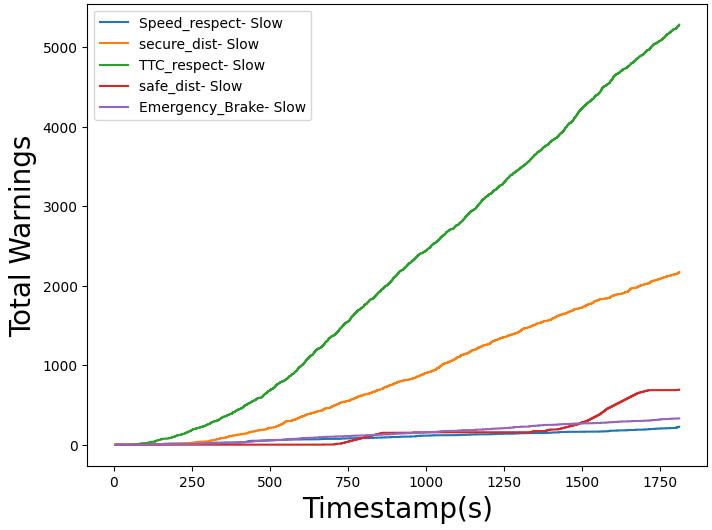 Speed_respect- Slow
secure_dist- Slow
TTC_respect- Slow
safe_dist- Slow
Emergency_Brake- Slow
Total Warnings
5000
4000
3000
2000
1000
0
0 250 500 750 1000 1250 1500 1750
Timestamp(s)